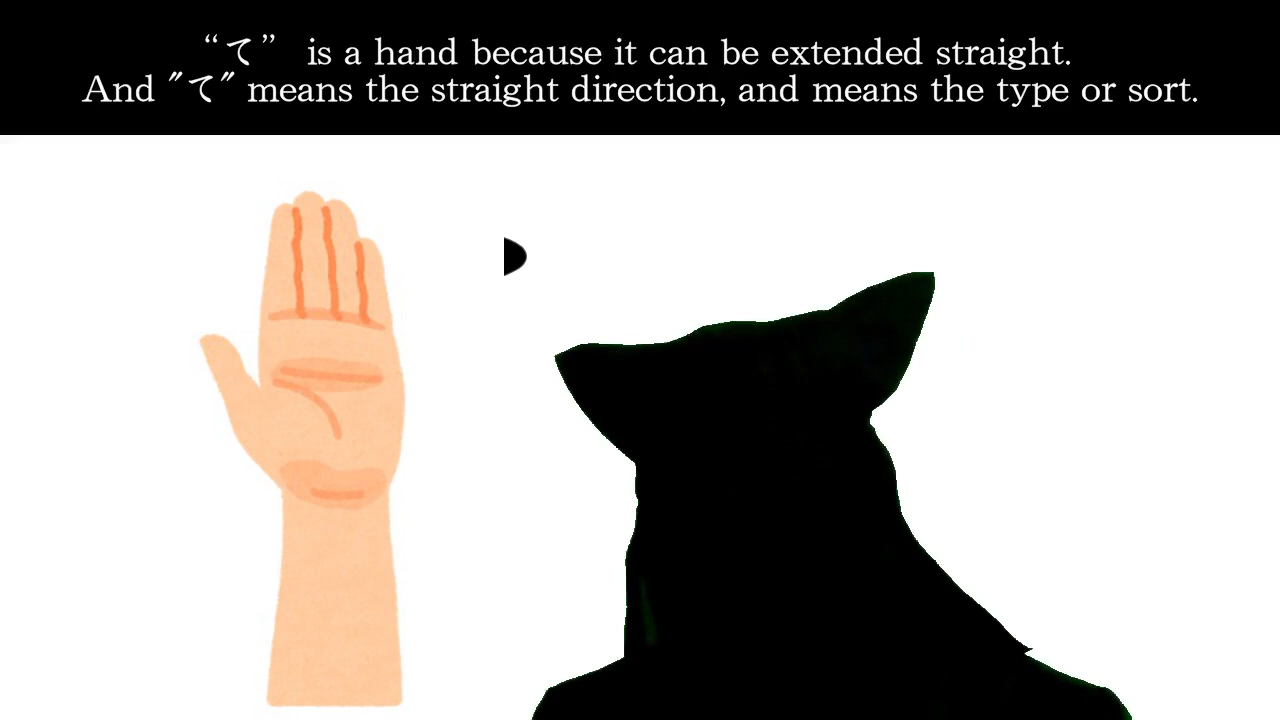 “て” is a hand because it can be extended straight.
And ″て″ means the straight direction, and means the type or sort.